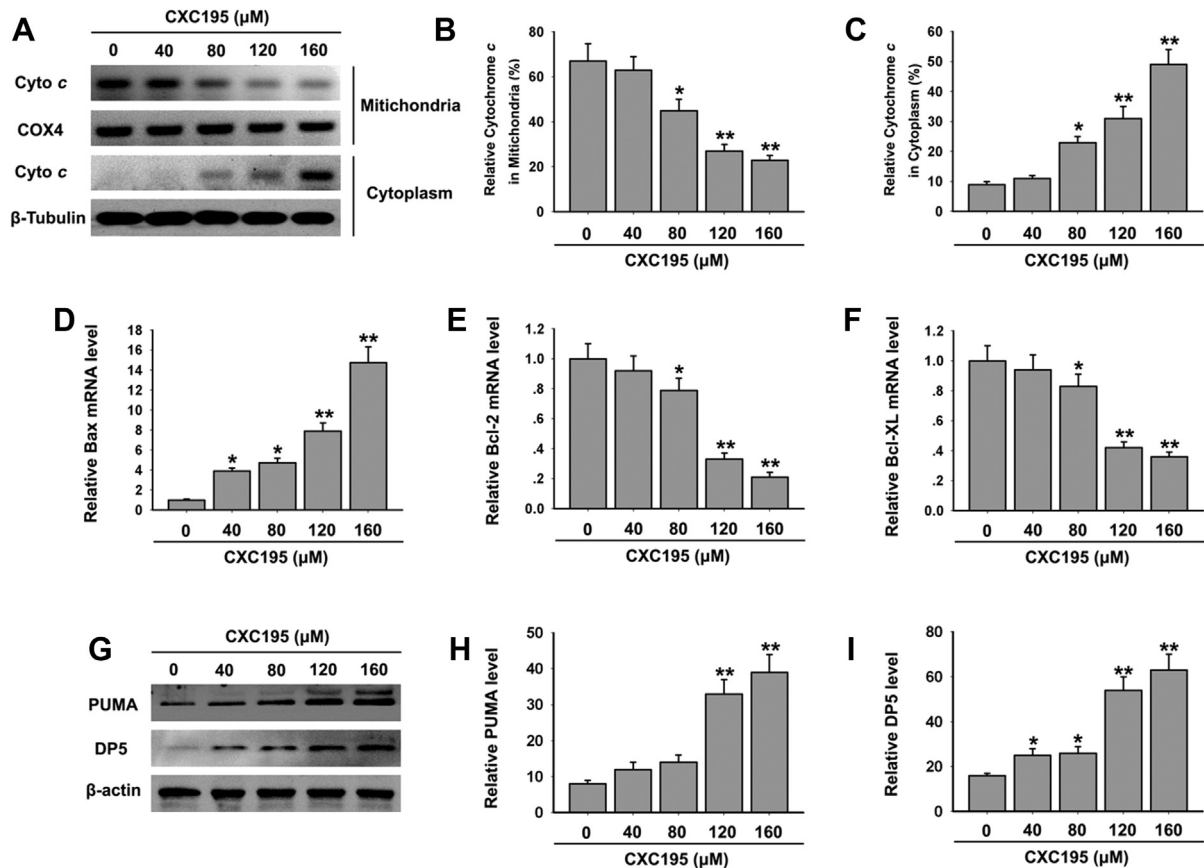 A
CXC195 (µM)
0 40 80 120 160
Cyto c
COX4
Mitichondria
Cyto c
β-Tubulin
Cytoplasm
B
Relative Cytochrome c
in Mitochondria (%)
80
60
40
20
0
** ** *
0 40 80 120 160
CXC195 (µM)
C
Relative Cytochrome c
in Cytoplasm (%)
60
50
40
30
20
10
0
* ** **
0 40 80 120 160
CXC195 (µM)
D
Relative Bax mRNA level
18
16
14
12
10
8
6
4
2
0
* * ** **
0 40 80 120 160
CXC195 (µM)
E
Relative Bcl-2 mRNA level
1.2
1.0
.8
.6
.4
.2
0.0
* ** **
0 40 80 120 160
CXC195 (µM)
F
Relative Bcl-XL mRNA level
1.2
1.0
.8
.6
.4
.2
0.0
* ** **
0 40 80 120 160
CXC195 (µM)
G
CXC195 (µM)
0 40 80 120 160
PUMA
DP5
β-actin
H
Relative PUMA level
50
40
30
20
10
0
** **
0 40 80 120 160
CXC195 (µM)
I
Relative DP5 level
80
60
40
20
0
* * ** **
0 40 80 120 160
CXC195 (µM)